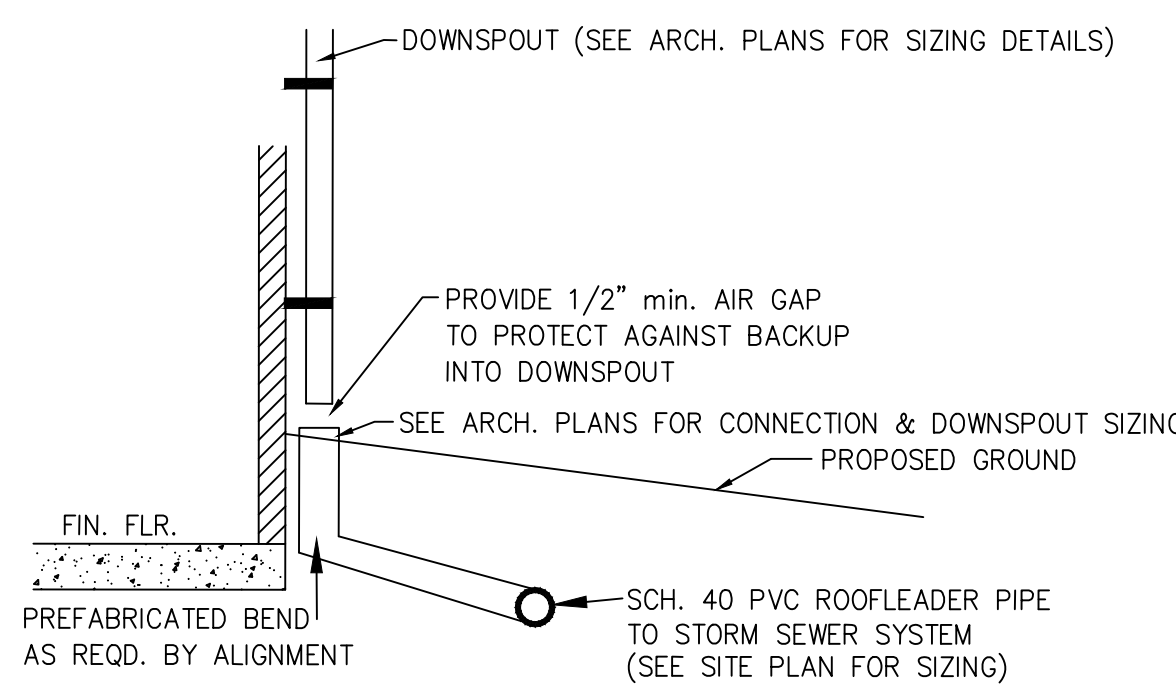 DOWNSPOUT (SEE ARCH. PLANS FOR SIZING DETAILS)
PROVIDE 1/2" min. AIR GAP
TO PROTECT AGAINST BACKUP
INTO DOWNSPOUT
SEE ARCH. PLANS FOR CONNECTION & DOWNSPOUT SIZING
PROPOSED GROUND
FIN. FLR.
PREFABRICATED BEND
AS REQD. BY ALIGNMENT
SCH. 40 PVC ROOFLEADER PIPE
TO STORM SEWER SYSTEM
(SEE SITE PLAN FOR SIZING)